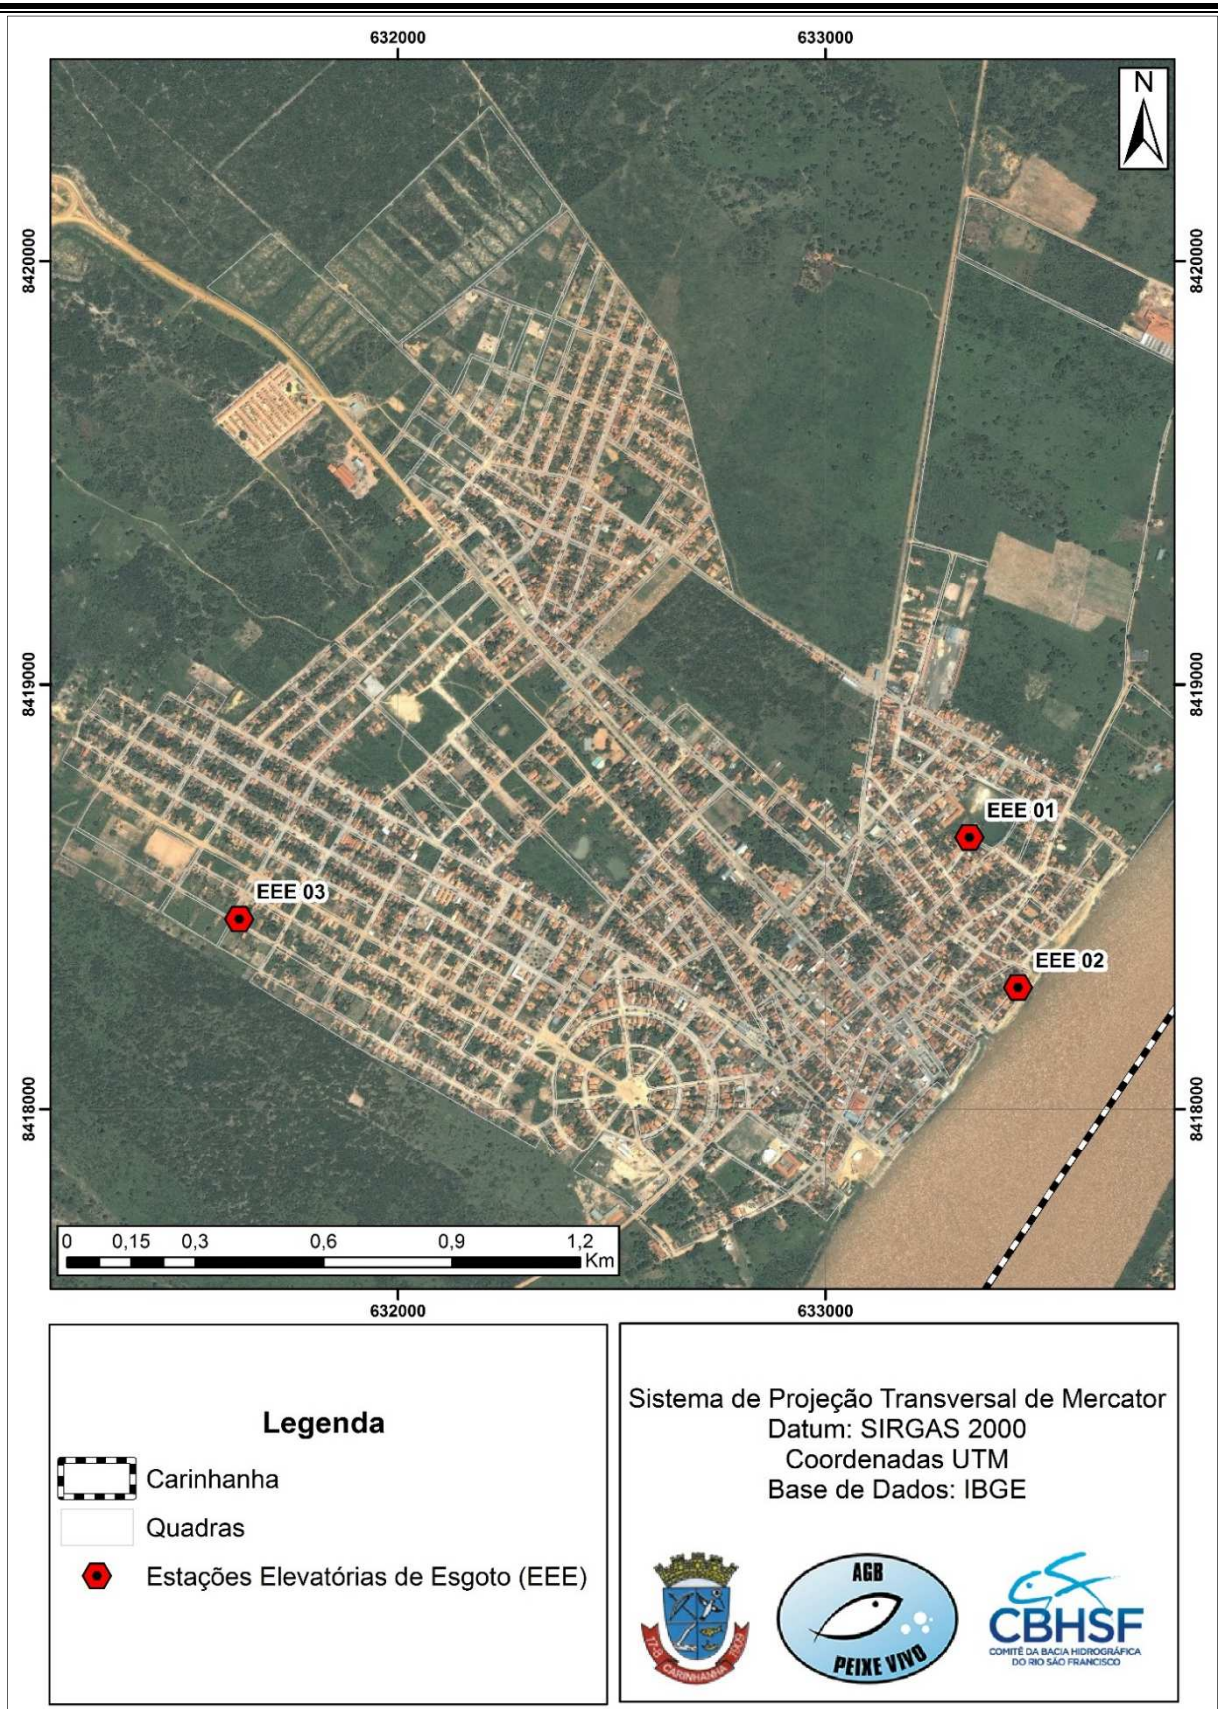 632000
633000
N
8420000
8420000
8419000
8419000
EEE 01
EEE 03
EEE 02
8418000
8418000
0 0,15 0,3 0,6 0,9 1,2
Km
632000
633000
Legenda
Carinhanha
Quadras
Estações Elevatórias de Esgoto (EEE)
Sistema de Projeção Transversal de Mercator
Datum: SIRGAS 2000
Coordenadas UTM
Base de Dados: IBGE
17-8 CARINHANHA 1909
AGB
PEIXE VIVO
CBHSF
COMITÊ DA BACIA HIDROGRÁFICA
DO RIO SÃO FRANCISCO